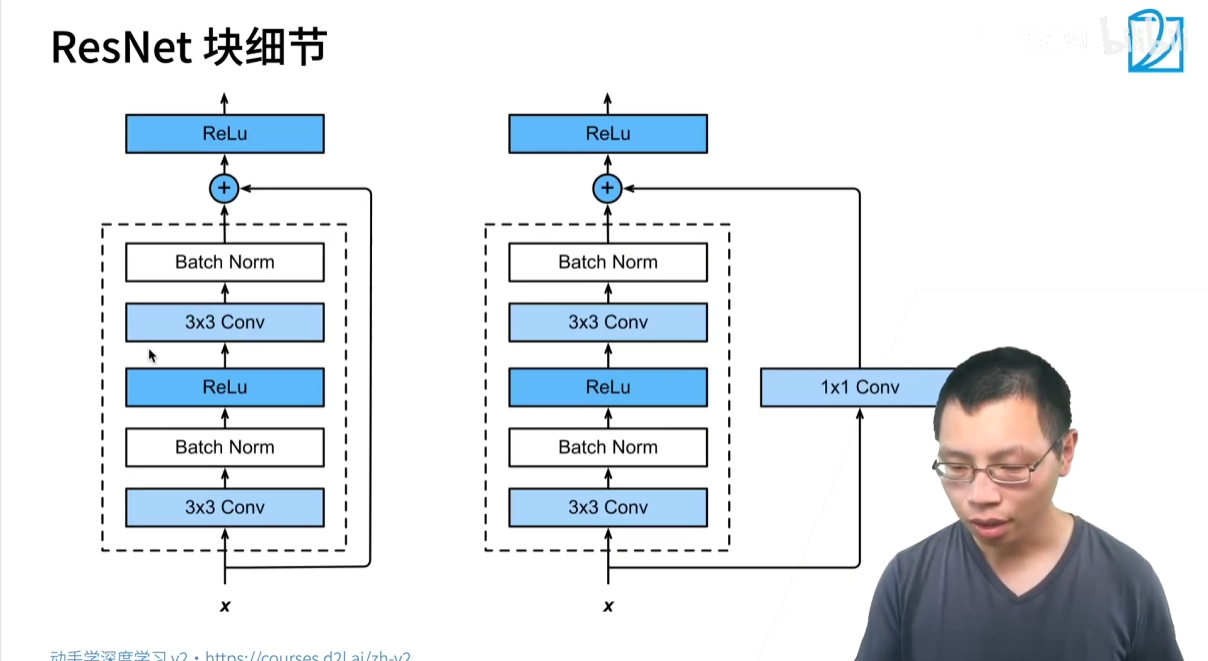 ResNet 块细节
ReLu
+
Batch Norm
3x3 Conv
ReLu
Batch Norm
3x3 Conv
x
ReLu
+
Batch Norm
3x3 Conv
ReLu
Batch Norm
3x3 Conv
x
1x1 Conv
动手学深度学习 v2 · https://courses.d2l.ai/zh-v2